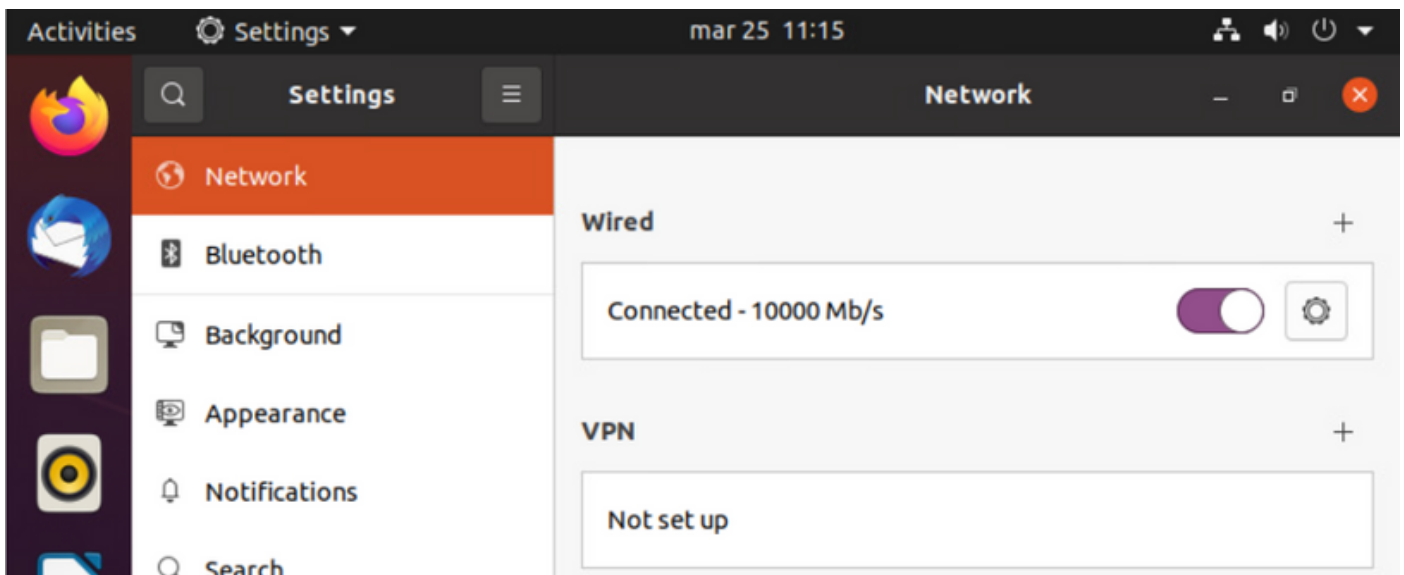 Activities Settings mar 25 11:15
Settings Network
Network
Bluetooth
Background
Appearance
Notifications
Search
Wired
Connected - 10000 Mb/s
VPN
Not set up